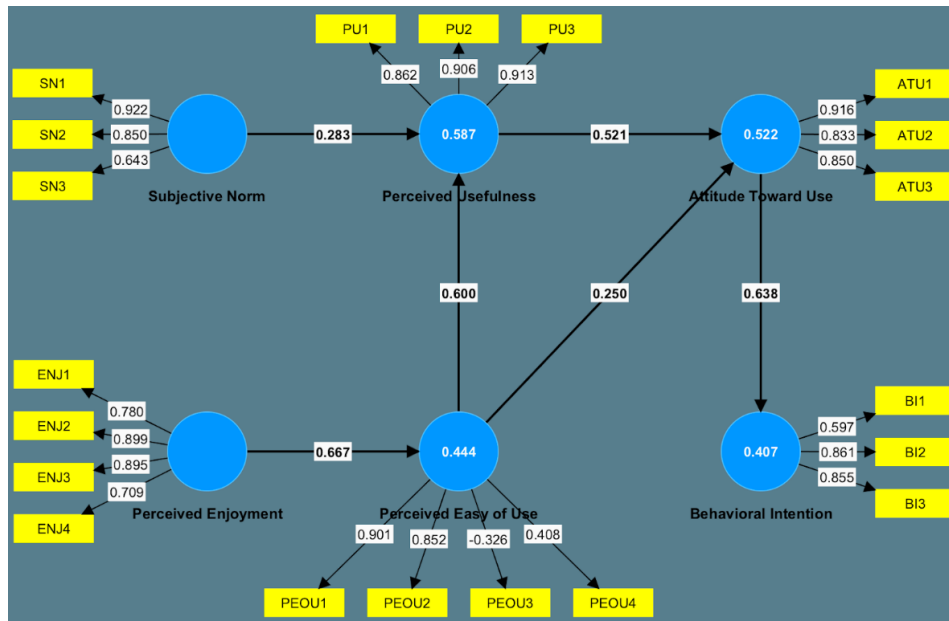 PU1
PU2
PU3
0.862
0.906
0.913
SN1
SN2
SN3
0.922
0.850
0.643
Subjective Norm
0.283
0.587
Perceived Usefulness
0.521
0.522
Attitude Toward Use
0.916
0.833
0.850
ATU1
ATU2
ATU3
0.600
0.250
0.638
ENJ1
ENJ2
ENJ3
ENJ4
0.780
0.899
0.895
0.709
Perceived Enjoyment
0.667
0.444
Perceived Easy of Use
0.901
0.852
-0.326
0.408
PEOU1
PEOU2
PEOU3
PEOU4
0.407
Behavioral Intention
0.597
0.861
0.855
BI1
BI2
BI3